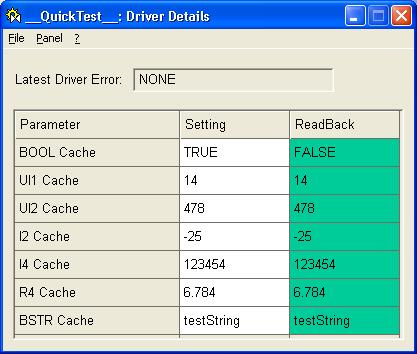 __QuickTest__: Driver Details
File Panel ?
Latest Driver Error: NONE
Parameter Setting ReadBack
BOOL Cache TRUE FALSE
UI1 Cache 14 14
UI2 Cache 478 478
I2 Cache -25 -25
I4 Cache 123454 123454
R4 Cache 6.784 6.784
BSTR Cache testString testString